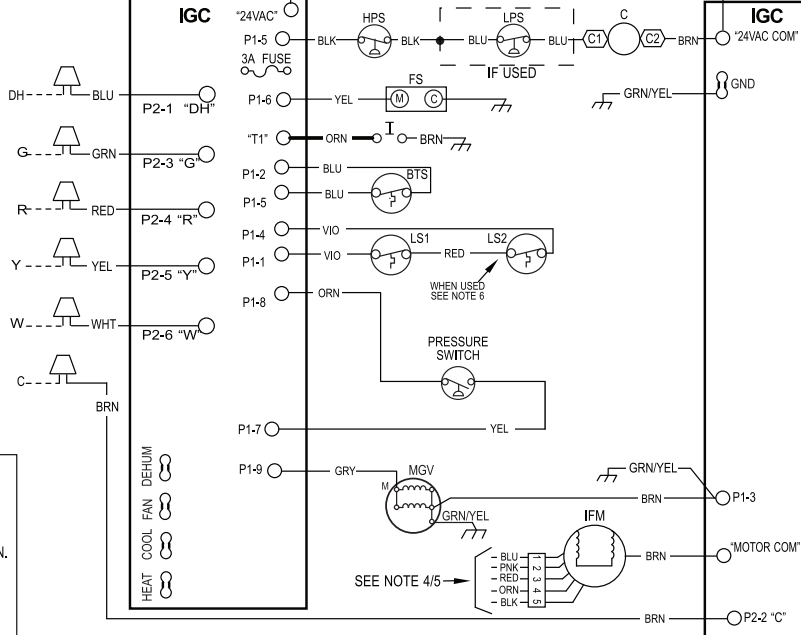 IGC
"24VAC"
HPS
LPS
C
IGC
P1-5
BLK
BLK
BLU
BLU
C1
C2
BRN
"24VAC COM"
3A FUSE
IF USED
FS
GND
DH
BLU
P2-1 "DH"
P1-6
YEL
M
C
GRN/YEL
"T1"
ORN
BRN
G
GRN
P2-3 "G"
P1-2
BLU
BTS
P1-5
BLU
R
RED
P2-4 "R"
P1-4
VIO
LS1
LS2
P1-1
VIO
RED
Y
YEL
P2-5 "Y"
WHEN USED
SEE NOTE 6
P1-8
ORN
W
WHT
P2-6 "W"
PRESSURE
SWITCH
C
BRN
P1-7
YEL
P1-9
GRY
MGV
M
GRN/YEL
BRN
P1-3
GRN/YEL
IFM
DEHUM
FAN
COOL
HEAT
N.
SEE NOTE 4/5
BLU 1
PNK 2
RED 3
ORN 4
BLK 5
BRN
"MOTOR COM"
BRN
P2-2 "C"